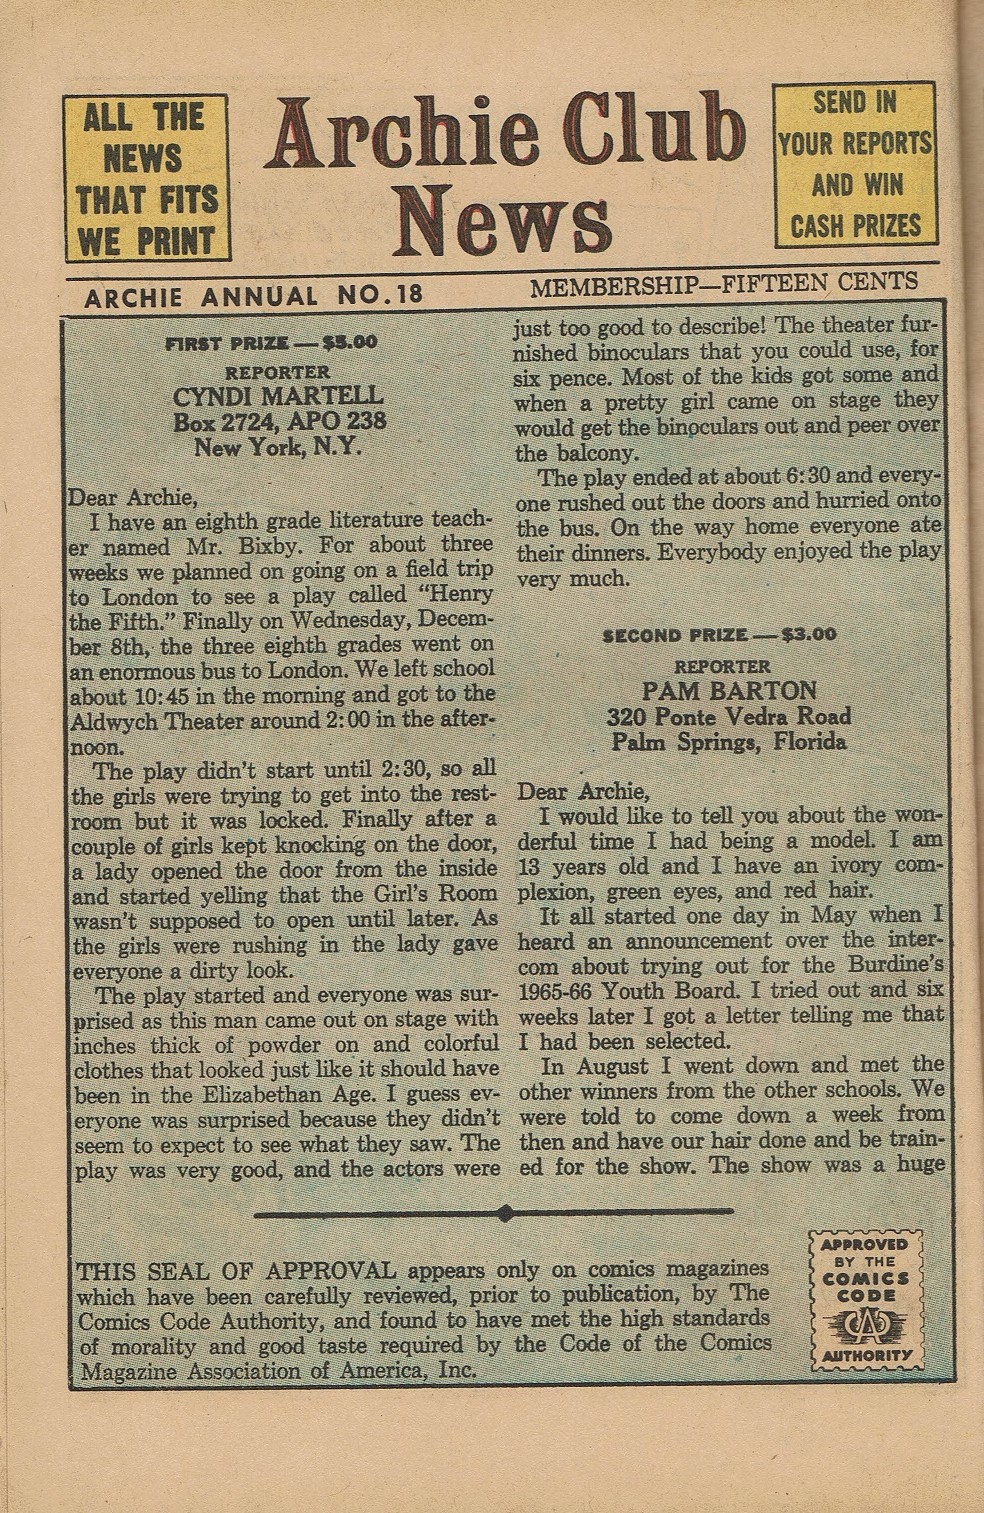 ALL THE
NEWS
THAT FITS
WE PRINT
Archie Club
News
SEND IN
YOUR REPORTS
AND WIN
CASH PRIZES
ARCHIE ANNUAL NO.18
MEMBERSHIP—FIFTEEN CENTS
FIRST PRIZE — $5.00
REPORTER
CYNDI MARTELL
Box 2724, APO 238
New York, N.Y.
Dear Archie,
I have an eighth grade literature teach-
er named Mr. Bixby. For about three
weeks we planned on going on a field trip
to London to see a play called “Henry
the Fifth.” Finally on Wednesday, Decem-
ber 8th, the three eighth grades went on
an enormous bus to London. We left school
about 10:45 in the morning and got to the
Aldwych Theater around 2:00 in the after-
noon.
The play didn't start until 2:30, so all
the girls were trying to get into the rest-
room but it was locked. Finally after a
couple of girls kept knocking on the door,
a lady opened the door from the inside
and started yelling that the Girl's Room
wasn't supposed to open until later. As
the girls were rushing in the lady gave
everyone a dirty look.
The play started and everyone was sur-
prised as this man came out on stage with
inches thick of powder on and colorful
clothes that looked just like it should have
been in the Elizabethan Age. I guess ev-
eryone was surprised because they didn't
seem to expect to see what they saw. The
play was very good, and the actors were
just too good to describe! The theater fur-
nished binoculars that you could use, for
six pence. Most of the kids got some and
when a pretty girl came on stage they
would get the binoculars out and peer over
the balcony.
The play ended at about 6:30 and every-
one rushed out the doors and hurried onto
the bus. On the way home everyone ate
their dinners. Everybody enjoyed the play
very much.
SECOND PRIZE — $3.00
REPORTER
PAM BARTON
320 Ponte Vedra Road
Palm Springs, Florida
Dear Archie,
I would like to tell you about the won-
derful time I had being a model. I am
13 years old and I have an ivory com-
plexion, green eyes, and red hair.
It all started one day in May when I
heard an announcement over the inter-
com about trying out for the Burdine's
1965-66 Youth Board. I tried out and six
weeks later I got a letter telling me that
I had been selected.
In August I went down and met the
other winners from the other schools. We
were told to come down a week from
then and have our hair done and be train-
ed for the show. The show was a huge
THIS SEAL OF APPROVAL appears only on comics magazines
which have been carefully reviewed, prior to publication, by The
Comics Code Authority, and found to have met the high standards
of morality and good taste required by the Code of the Comics
Magazine Association of America, Inc.
APPROVED
BY THE
COMICS
CODE
CA
AUTHORITY